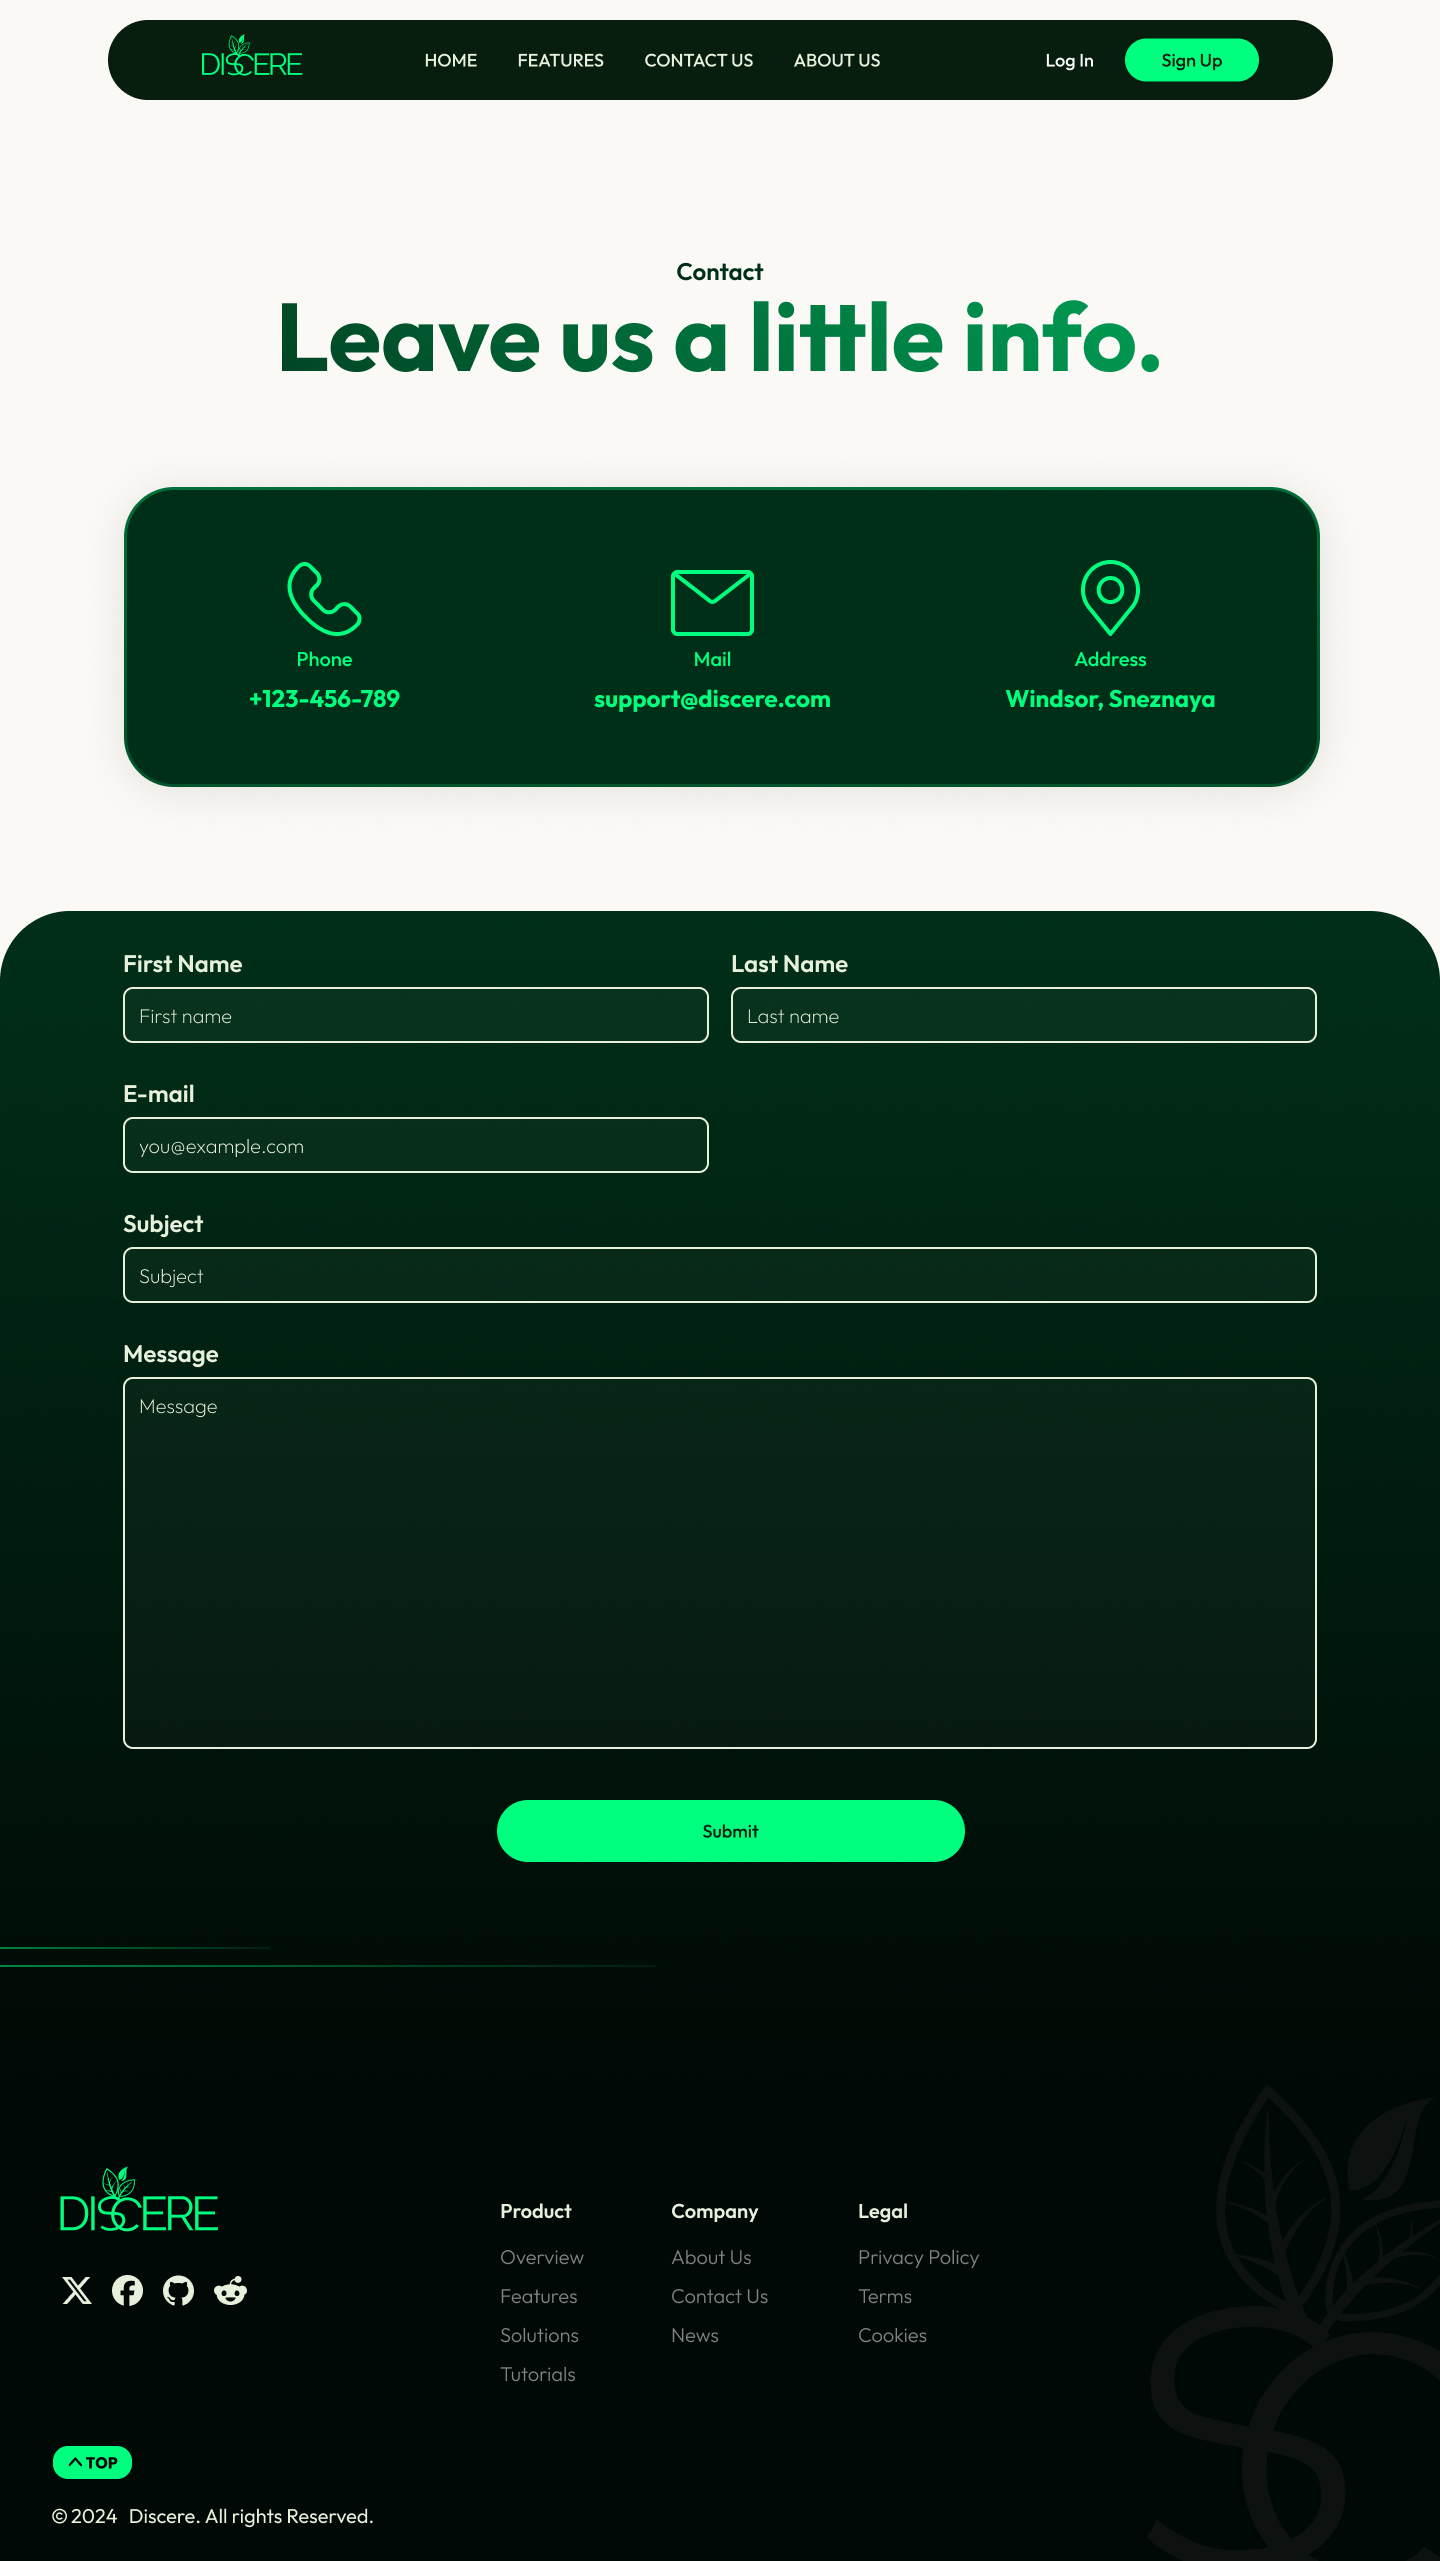 DISCERE
HOME FEATURES CONTACT US ABOUT US
Log In Sign Up
Contact
Leave us a little info.
Phone
+123-456-789
Mail
support@discere.com
Address
Windsor, Sneznaya
First Name
First name
Last Name
Last name
E-mail
you@example.com
Subject
Subject
Message
Message
Submit
DISCERE
Product
Overview
Features
Solutions
Tutorials
Company
About Us
Contact Us
News
Legal
Privacy Policy
Terms
Cookies
TOP
© 2024 Discere. All rights Reserved.